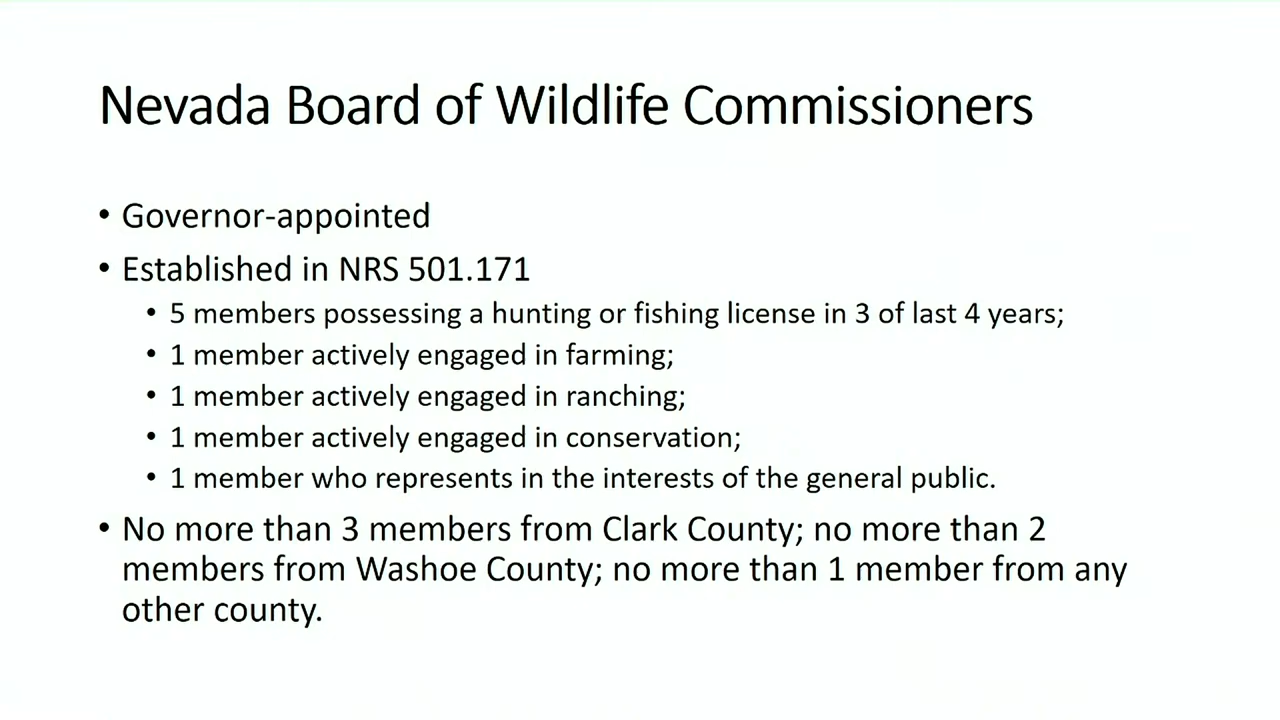 Nevada Board of Wildlife Commissioners
• Governor-appointed
• Established in NRS 501.171
• 5 members possessing a hunting or fishing license in 3 of last 4 years;
• 1 member actively engaged in farming;
• 1 member actively engaged in ranching;
• 1 member actively engaged in conservation;
• 1 member who represents in the interests of the general public.
• No more than 3 members from Clark County; no more than 2
members from Washoe County; no more than 1 member from any
other county.